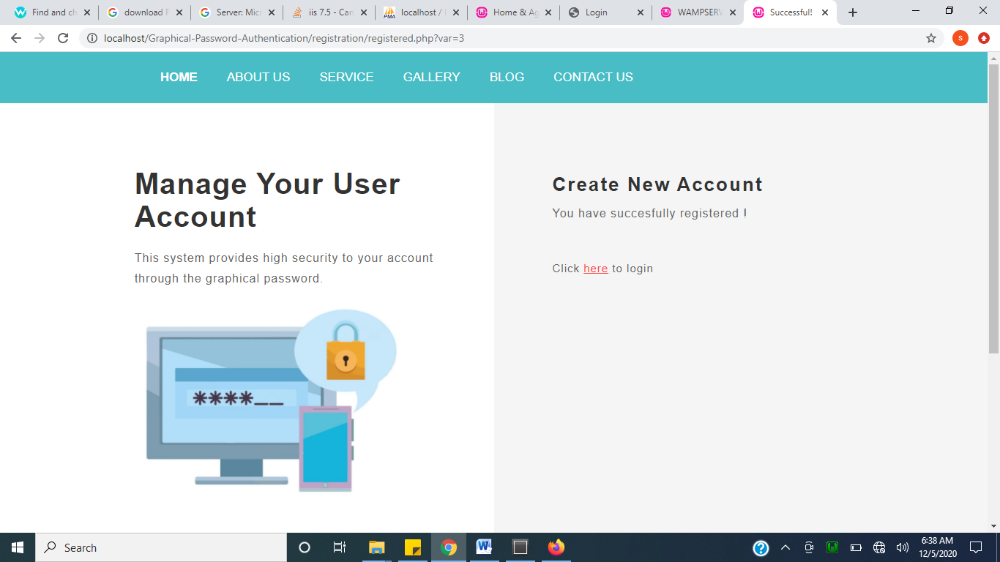 Find and ch
download F
Server: Micr
iis 7.5 - Can
localhost /
Home & Ag
Login
WAMPSERV
Successful!
localhost/Graphical-Password-Authentication/registration/registered.php?var=3
S
HOME ABOUT US SERVICE GALLERY BLOG CONTACT US
Manage Your User
Account
This system provides high security to your account
through the graphical password.
****__
Create New Account
You have succesfully registered !
Click here to login
Search
6:38 AM
12/5/2020